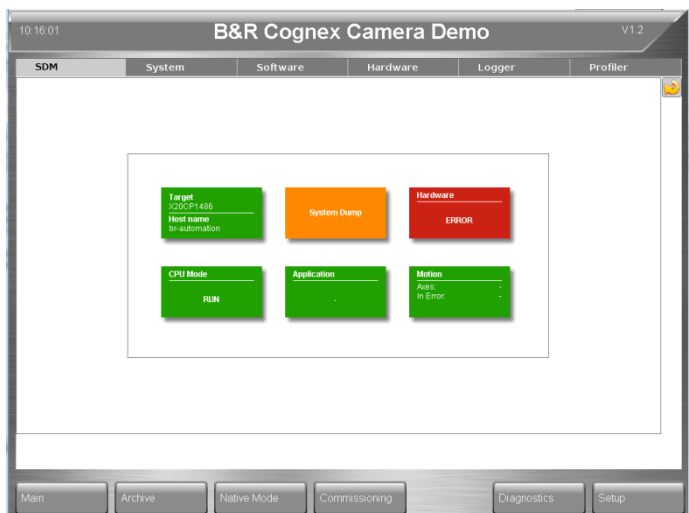 10:16:01 B&R Cognex Camera Demo V1.2
SDM System Software Hardware Logger Profiler
Target
X20CP1486
Host name
br-automation
System Dump
Hardware
ERROR
CPU Mode
RUN
Application
-
Motion
Axes: -
In Error: -
Main Archive Native Mode Commissioning Diagnostics Setup